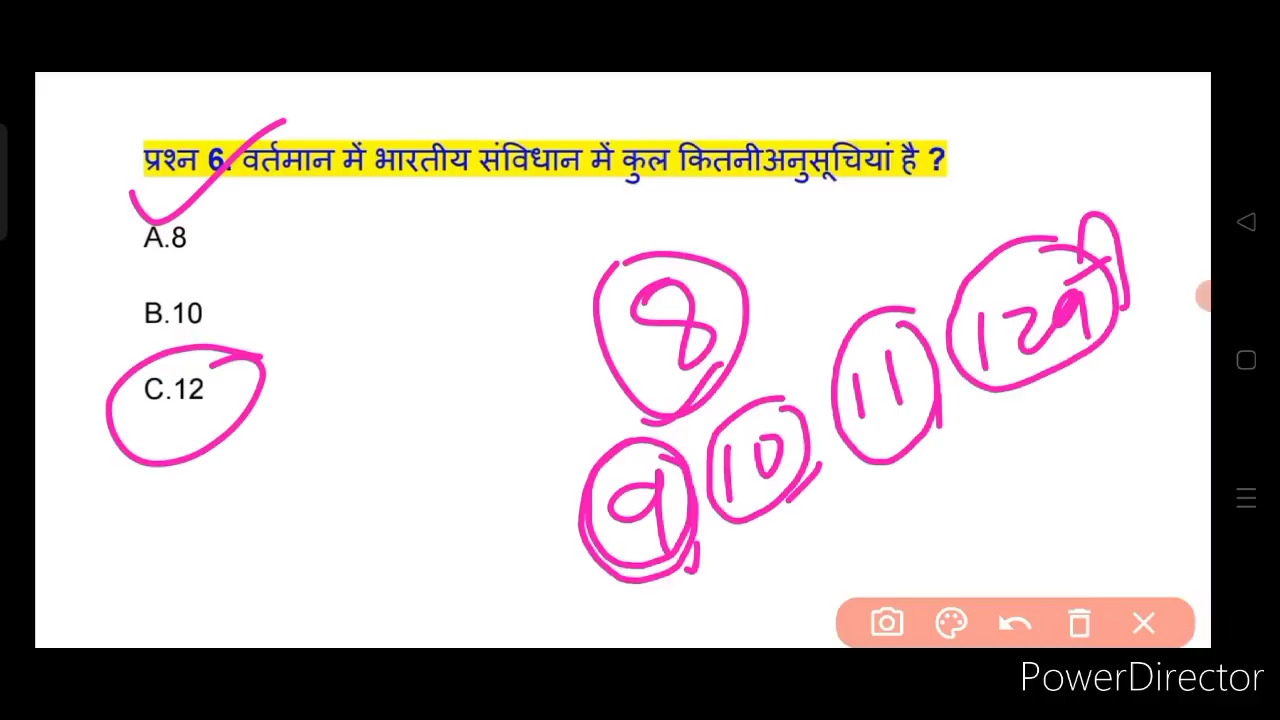 प्रश्न 6. वर्तमान में भारतीय संविधान में कुल कितनीअनुसूचियां है ?
A.8
B.10
C.12
8
9, 10, 11, 12
PowerDirector